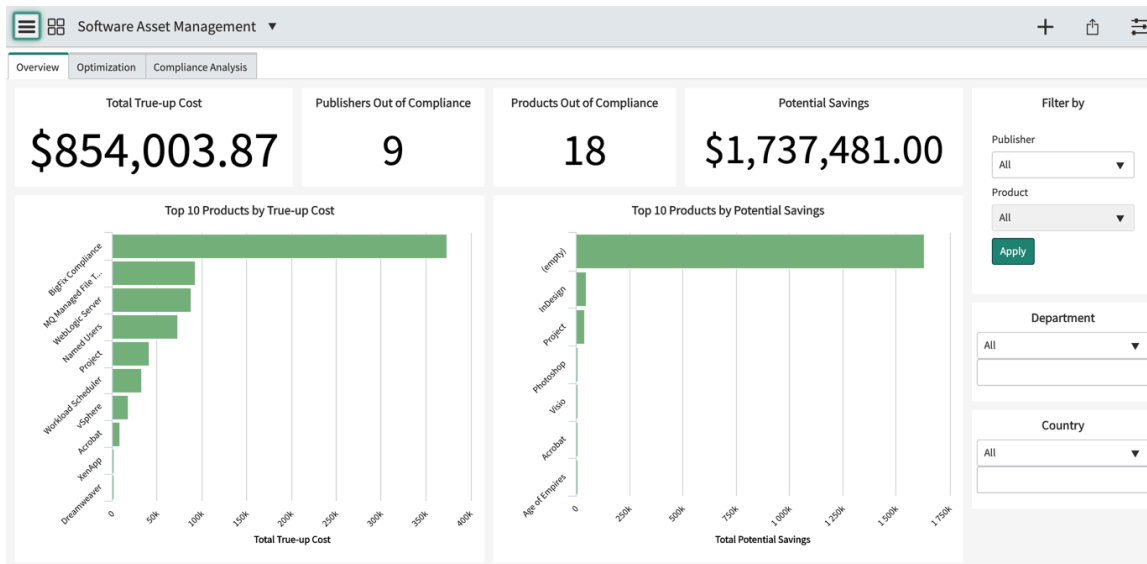 Software Asset Management
Overview
Optimization
Compliance Analysis
Total True-up Cost
$854,003.87
Publishers Out of Compliance
9
Products Out of Compliance
18
Potential Savings
$1,737,481.00
Top 10 Products by True-up Cost
BigFix Compliance
MQ Managed File T...
WebLogic Server
Named Users
Project
Workload Scheduler
vSphere
Acrobat
XenApp
Dreamweaver
0
50k
100k
150k
200k
250k
300k
350k
400k
Total True-up Cost
Top 10 Products by Potential Savings
(empty)
InDesign
Project
Photoshop
Visio
Acrobat
Age of Empires
0
250k
500k
750k
1 000k
1 250k
1 500k
1 750k
Total Potential Savings
Filter by
Publisher
All
Product
All
Apply
Department
All
Country
All